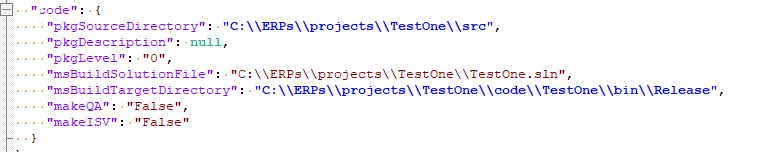 "code": {
"pkgSourceDirectory": "C:\\ERPs\\projects\\TestOne\\src",
"pkgDescription": null,
"pkgLevel": "0",
"msBuildSolutionFile": "C:\\ERPs\\projects\\TestOne\\TestOne.sln",
"msBuildTargetDirectory": "C:\\ERPs\\projects\\TestOne\\code\\TestOne\\bin\\Release",
"makeQA": "False",
"makeISV": "False"
}